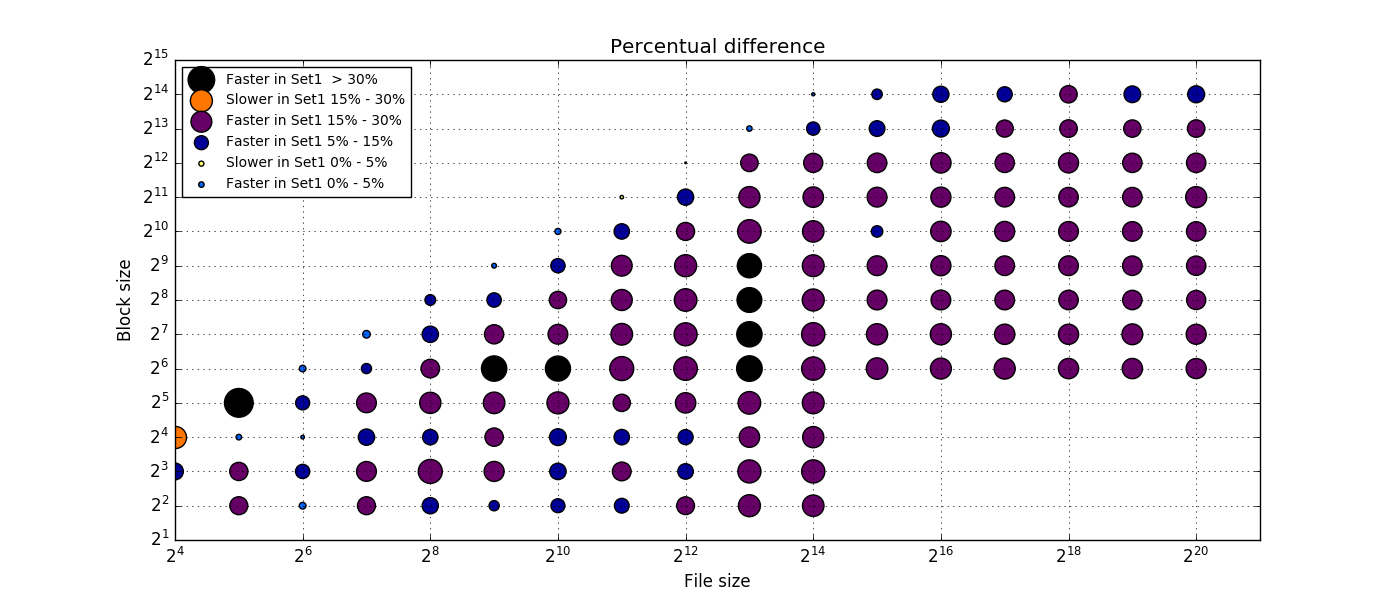 Percentual difference
Faster in Set1 > 30%
Slower in Set1 15% - 30%
Faster in Set1 15% - 30%
Faster in Set1 5% - 15%
Slower in Set1 0% - 5%
Faster in Set1 0% - 5%
2^15
2^14
2^13
2^12
2^11
2^10
2^9
2^8
2^7
2^6
2^5
2^4
2^3
2^2
2^1
Block size
2^4 2^6 2^8 2^10 2^12 2^14 2^16 2^18 2^20
File size